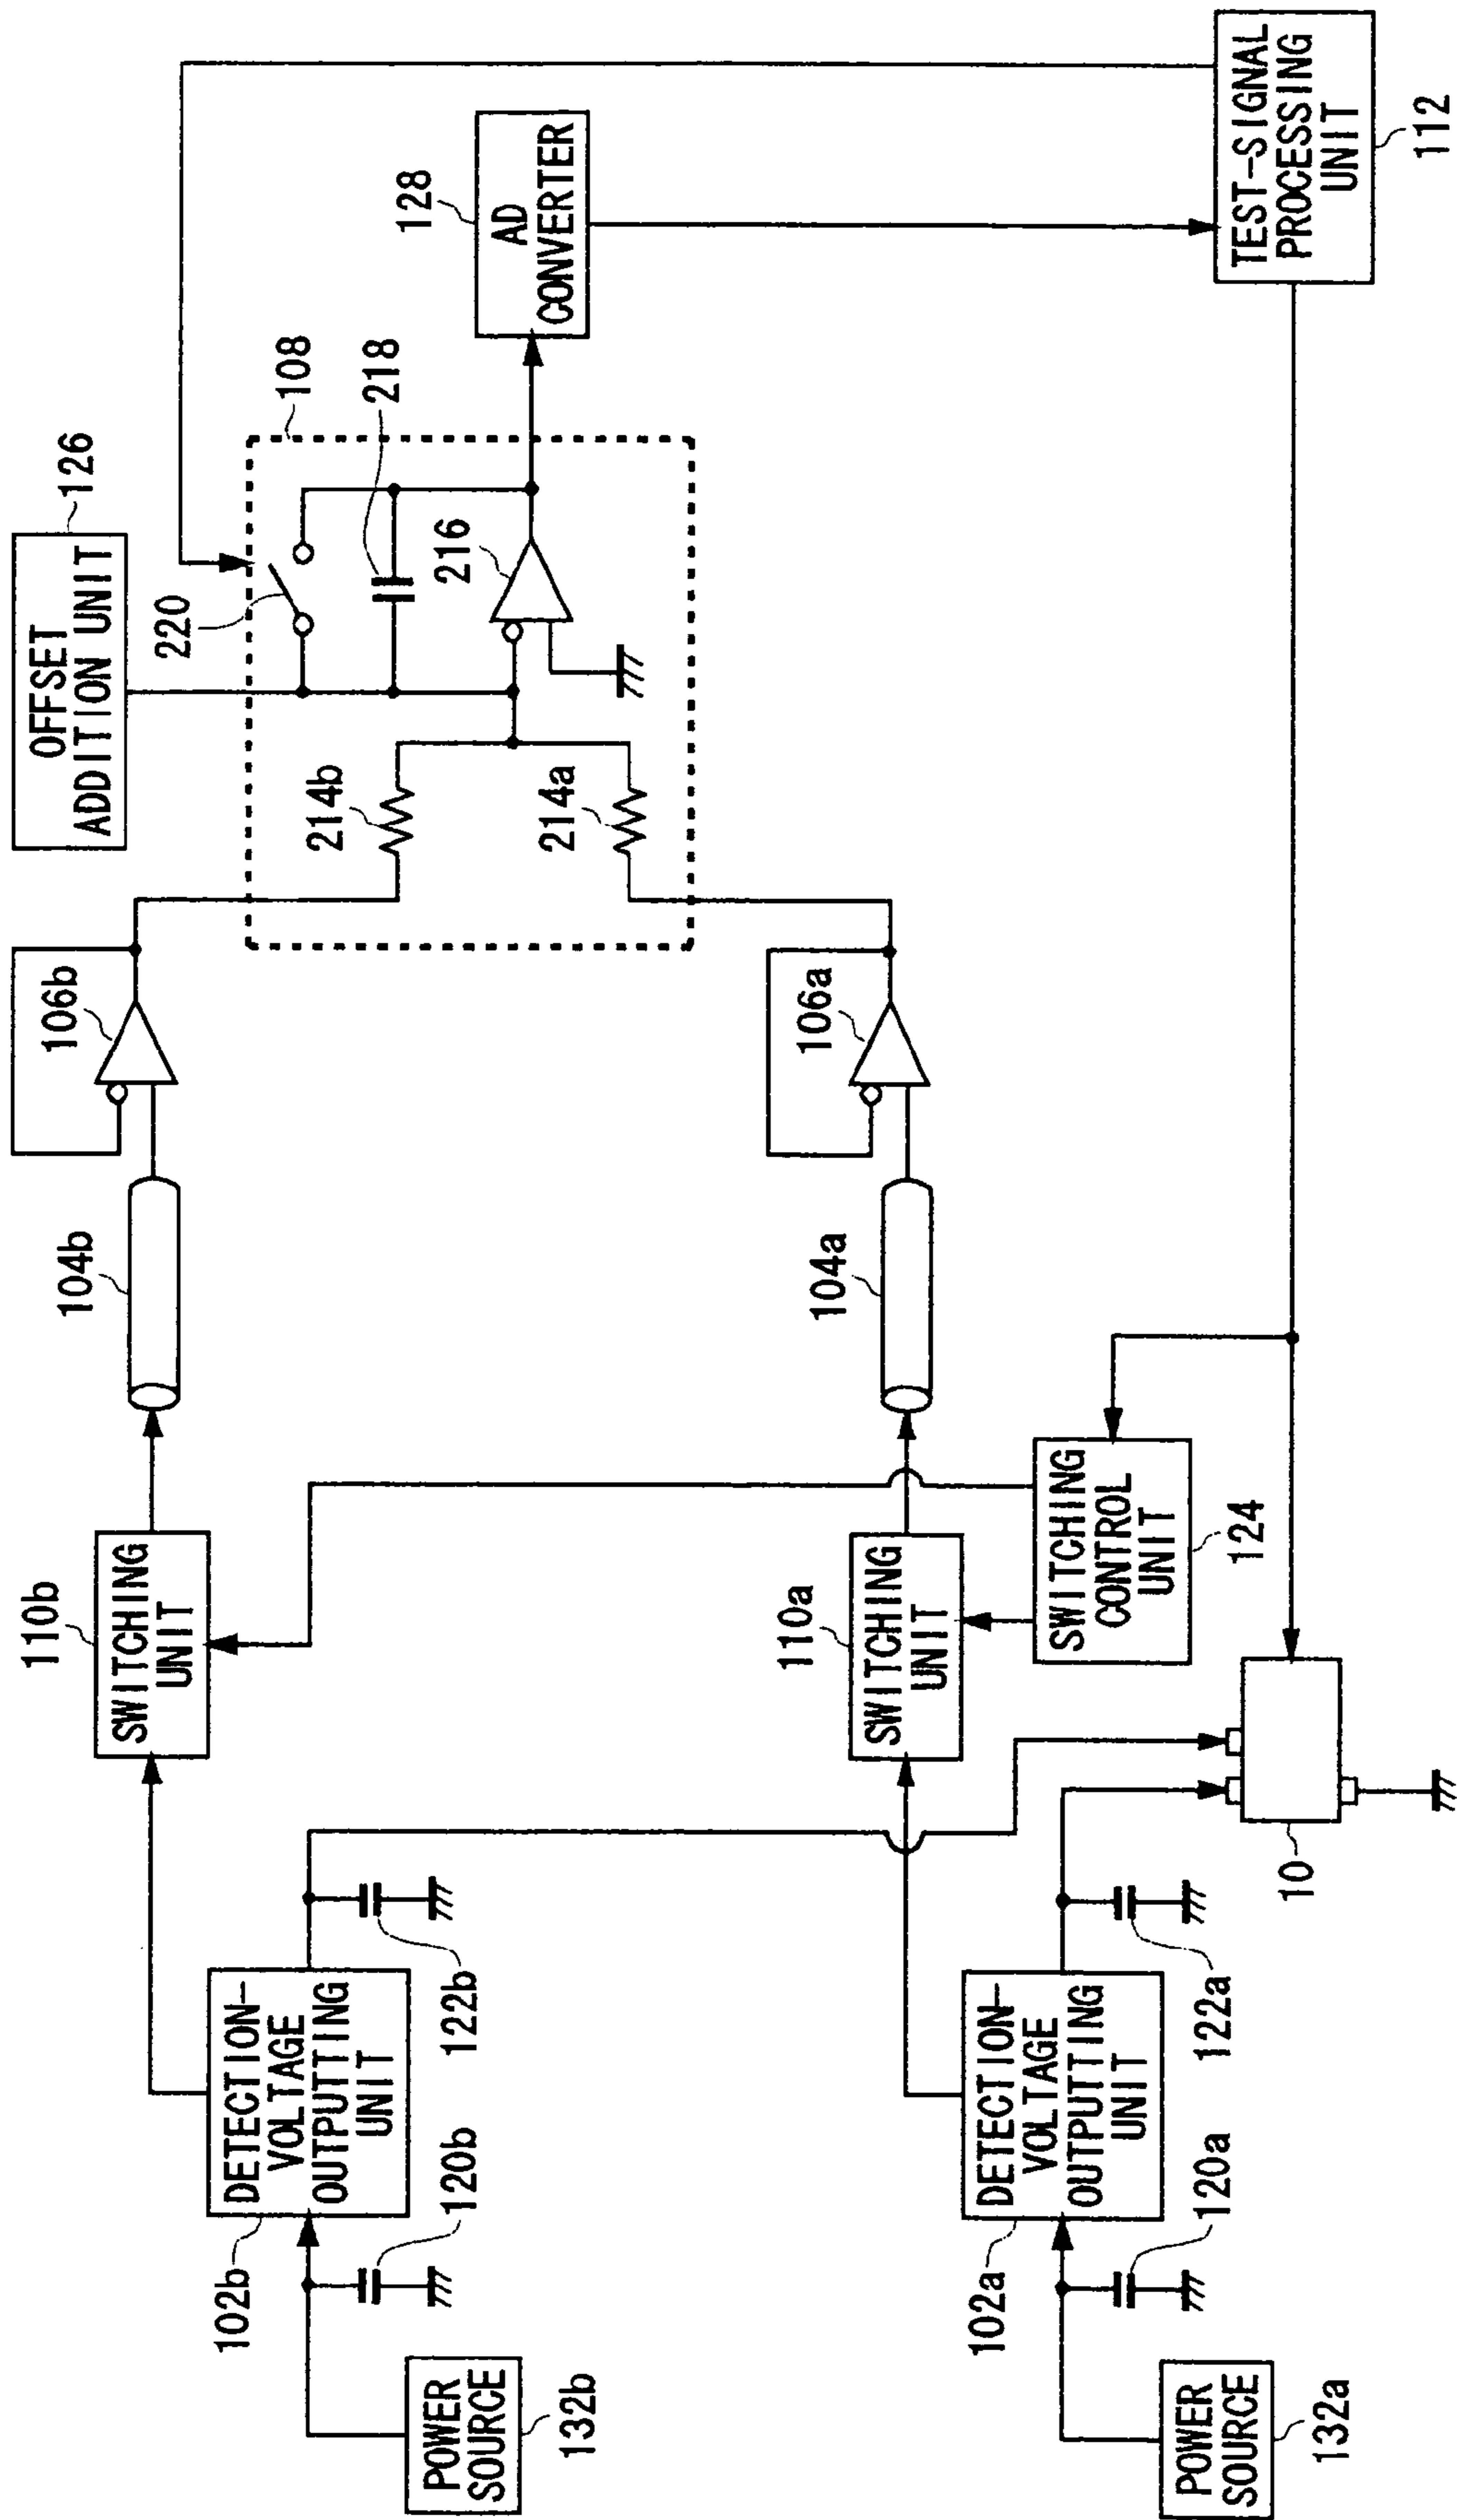 POWER
SOURCE
132b
102b
120b
DETECTION-
VOLTAGE
OUTPUTTING
UNIT
122b
110b
SWITCHING
UNIT
104b
106b
OFFSET
ADDITION UNIT
126
220
108
218
216
214b
214a
128
AD
CONVERTER
POWER
SOURCE
132a
102a
120a
DETECTION-
VOLTAGE
OUTPUTTING
UNIT
122a
110a
SWITCHING
UNIT
104a
106a
SWITCHING
CONTROL
UNIT
124
10
TEST-SIGNAL
PROCESSING
UNIT
112